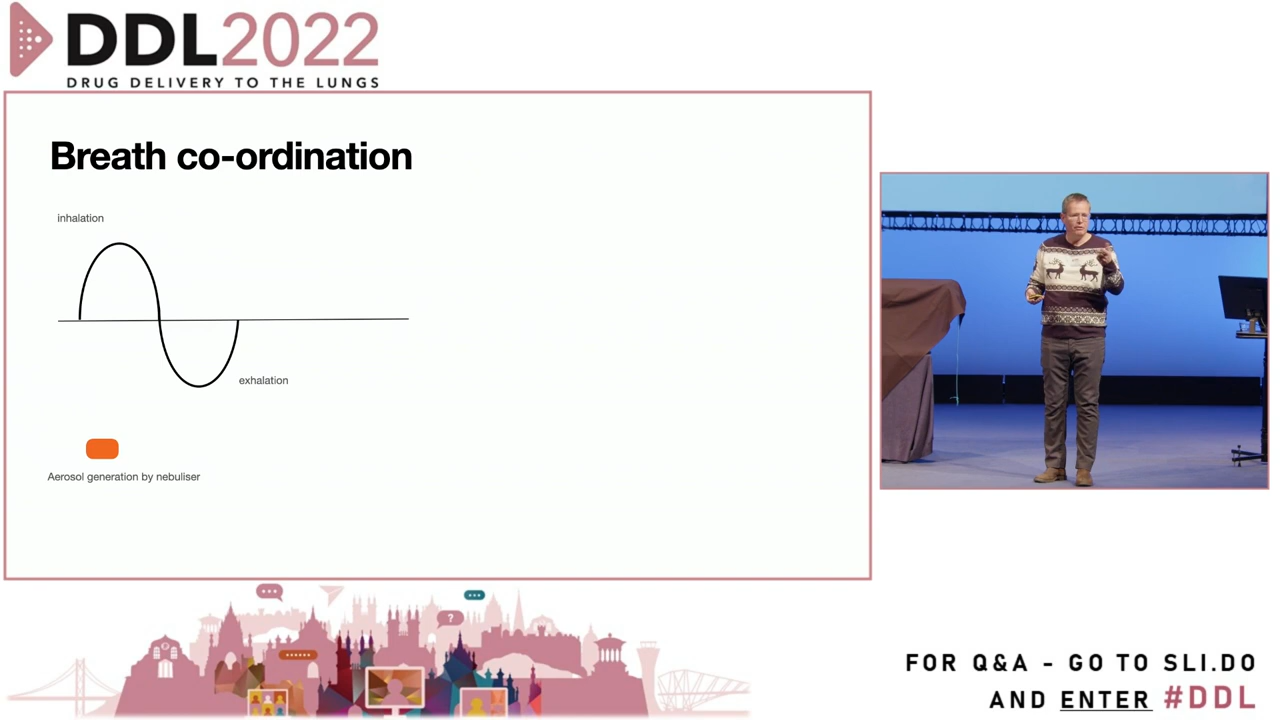 DDL2022
DRUG DELIVERY TO THE LUNGS
Breath co-ordination
inhalation
exhalation
Aerosol generation by nebuliser
?
FOR Q&A - GO TO SLI.DO
AND ENTER #DDL